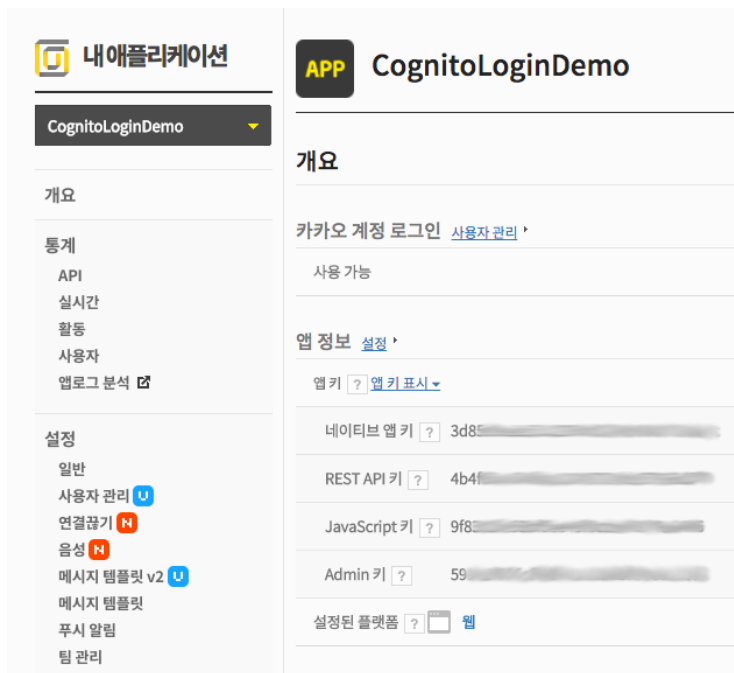 내 애플리케이션
CognitoLoginDemo
개요
통계
API
실시간
활동
사용자
앱로그 분석
설정
일반
사용자 관리 U
연결끊기 N
음성 N
메시지 템플릿 v2 U
메시지 템플릿
푸시 알림
팀 관리
APP CognitoLoginDemo
개요
카카오 계정 로그인 사용자 관리
사용 가능
앱 정보 설정
앱 키 ? 앱 키 표시
네이티브 앱 키 ? 3d85
REST API 키 ? 4b4f
JavaScript 키 ? 9f83
Admin 키 ? 59
설정된 플랫폼 ? 웹